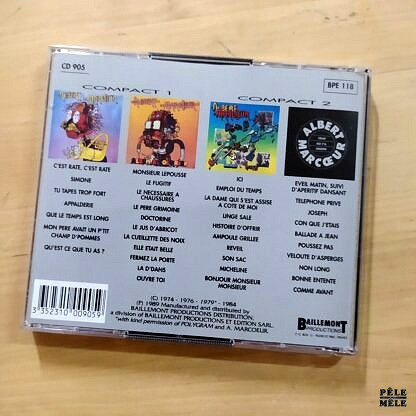 CD 905
COMPACT 1
COMPACT 2
BPE 118
ALBERT
MARCŒUR
C'EST RATE, C'EST RATE
SIMONE
TU TAPES TROP FORT
APPALDERIE
QUE LE TEMPS EST LONG
MON PERE AVAIT UN P'TIT
CHAMP D'POMMES
QU'EST CE QUE TU AS ?
MONSIEUR LEPOUSSE
LE FUGITIF
LE NECESSAIRE A
CHAUSSURES
LE PERE GRIMOINE
DOCTORINE
LE JUS D'ABRICOT
LA CUEILLETTE DES NOIX
ELLE ETAIT BELLE
FERMEZ LA PORTE
LA D'DANS
OUVRE TOI
ICI
EMPLOI DU TEMPS
LA DAME QUI S'EST ASSISE
A COTE DE MOI
LINGE SALE
HISTOIRE D'OFFRIR
AMPOULE GRILLEE
REVEIL
SON SAC
MICHELINE
BONJOUR MONSIEUR
MONSIEUR
EVEIL MATIN, SUIVI
D'APERITIF DANSANT
TELEPHONE PRIVE
JOSEPH
CON QUE J'ETAIS
BALLADE A JEAN
POUSSEZ PAS
VELOUTE D'ASPERGES
NON LONG
BONNE ENTENTE
COMME AVANT
3 352310 009059
(C) 1974 - 1976 - 1979* - 1984
(P) 1989 Manufactured and distributed by
a division of BAILLEMONT PRODUCTIONS DISTRIBUTION.
BAILLEMONT PRODUCTIONS ET EDITION SARL.
*with kind permission of POLYGRAM and A. MARCOEUR.
BAILLEMONT
PRODUCTIONS
PÊLE
MÊLE